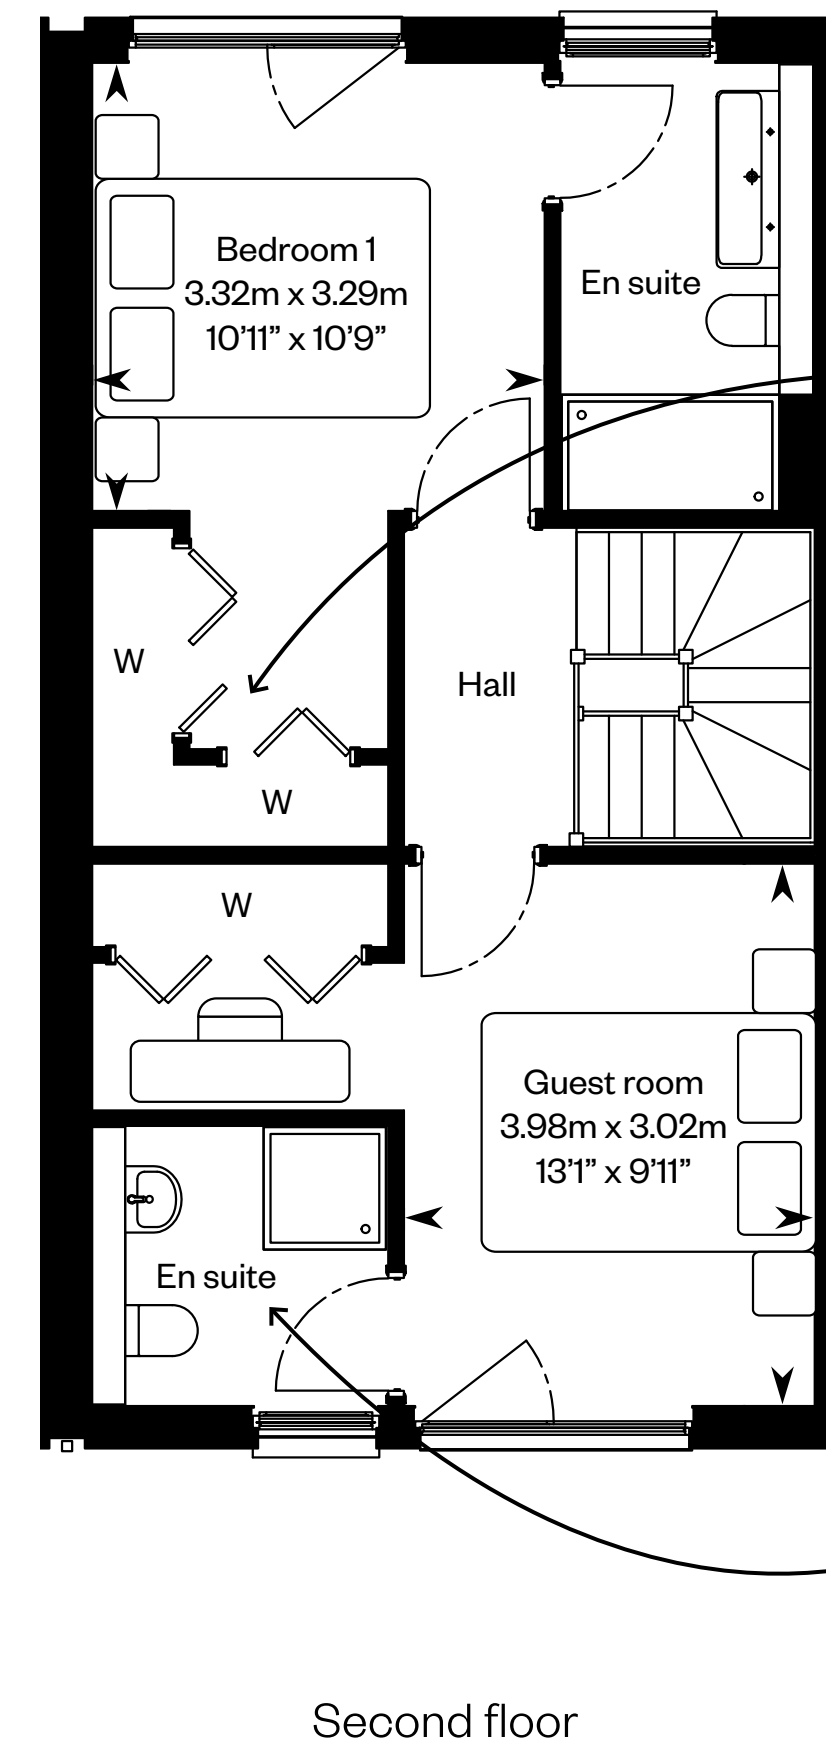 Bedroom 1
3.32m x 3.29m
10’11” x 10’9”
En suite
W
Hall
W
W
Guest room
3.98m x 3.02m
13’1” x 9’11”
En suite
Second floor